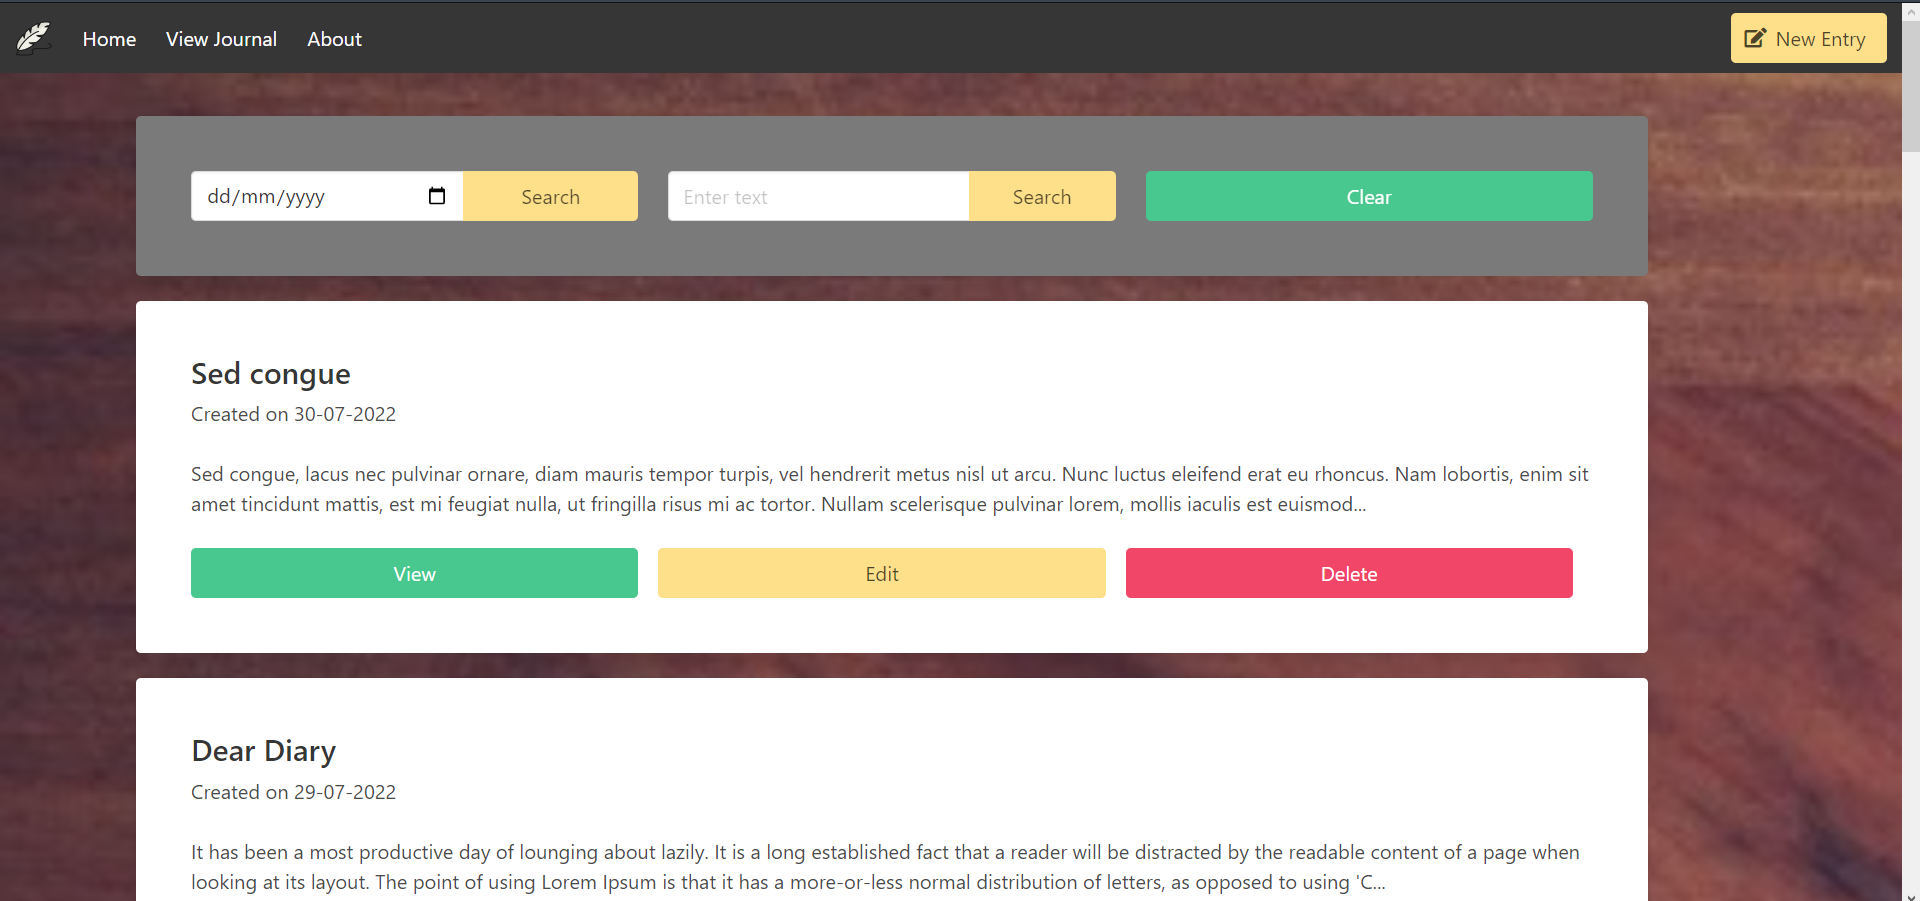 Home View Journal About New Entry
dd/mm/yyyy Search Enter text Search Clear
Sed congue
Created on 30-07-2022
Sed congue, lacus nec pulvinar ornare, diam mauris tempor turpis, vel hendrerit metus nisl ut arcu. Nunc luctus eleifend erat eu rhoncus. Nam lobortis, enim sit
amet tincidunt mattis, est mi feugiat nulla, ut fringilla risus mi ac tortor. Nullam scelerisque pulvinar lorem, mollis iaculis est euismod...
View Edit Delete
Dear Diary
Created on 29-07-2022
It has been a most productive day of lounging about lazily. It is a long established fact that a reader will be distracted by the readable content of a page when
looking at its layout. The point of using Lorem Ipsum is that it has a more-or-less normal distribution of letters, as opposed to using 'C...